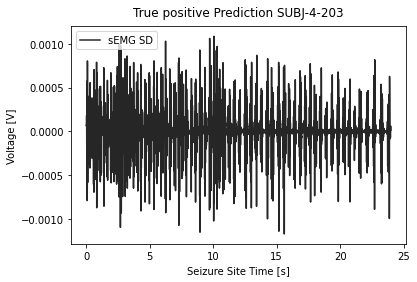 True positive Prediction SUBJ-4-203
sEMG SD
Voltage [V]
0.0010
0.0005
0.0000
−0.0005
−0.0010
0 5 10 15 20 25
Seizure Site Time [s]